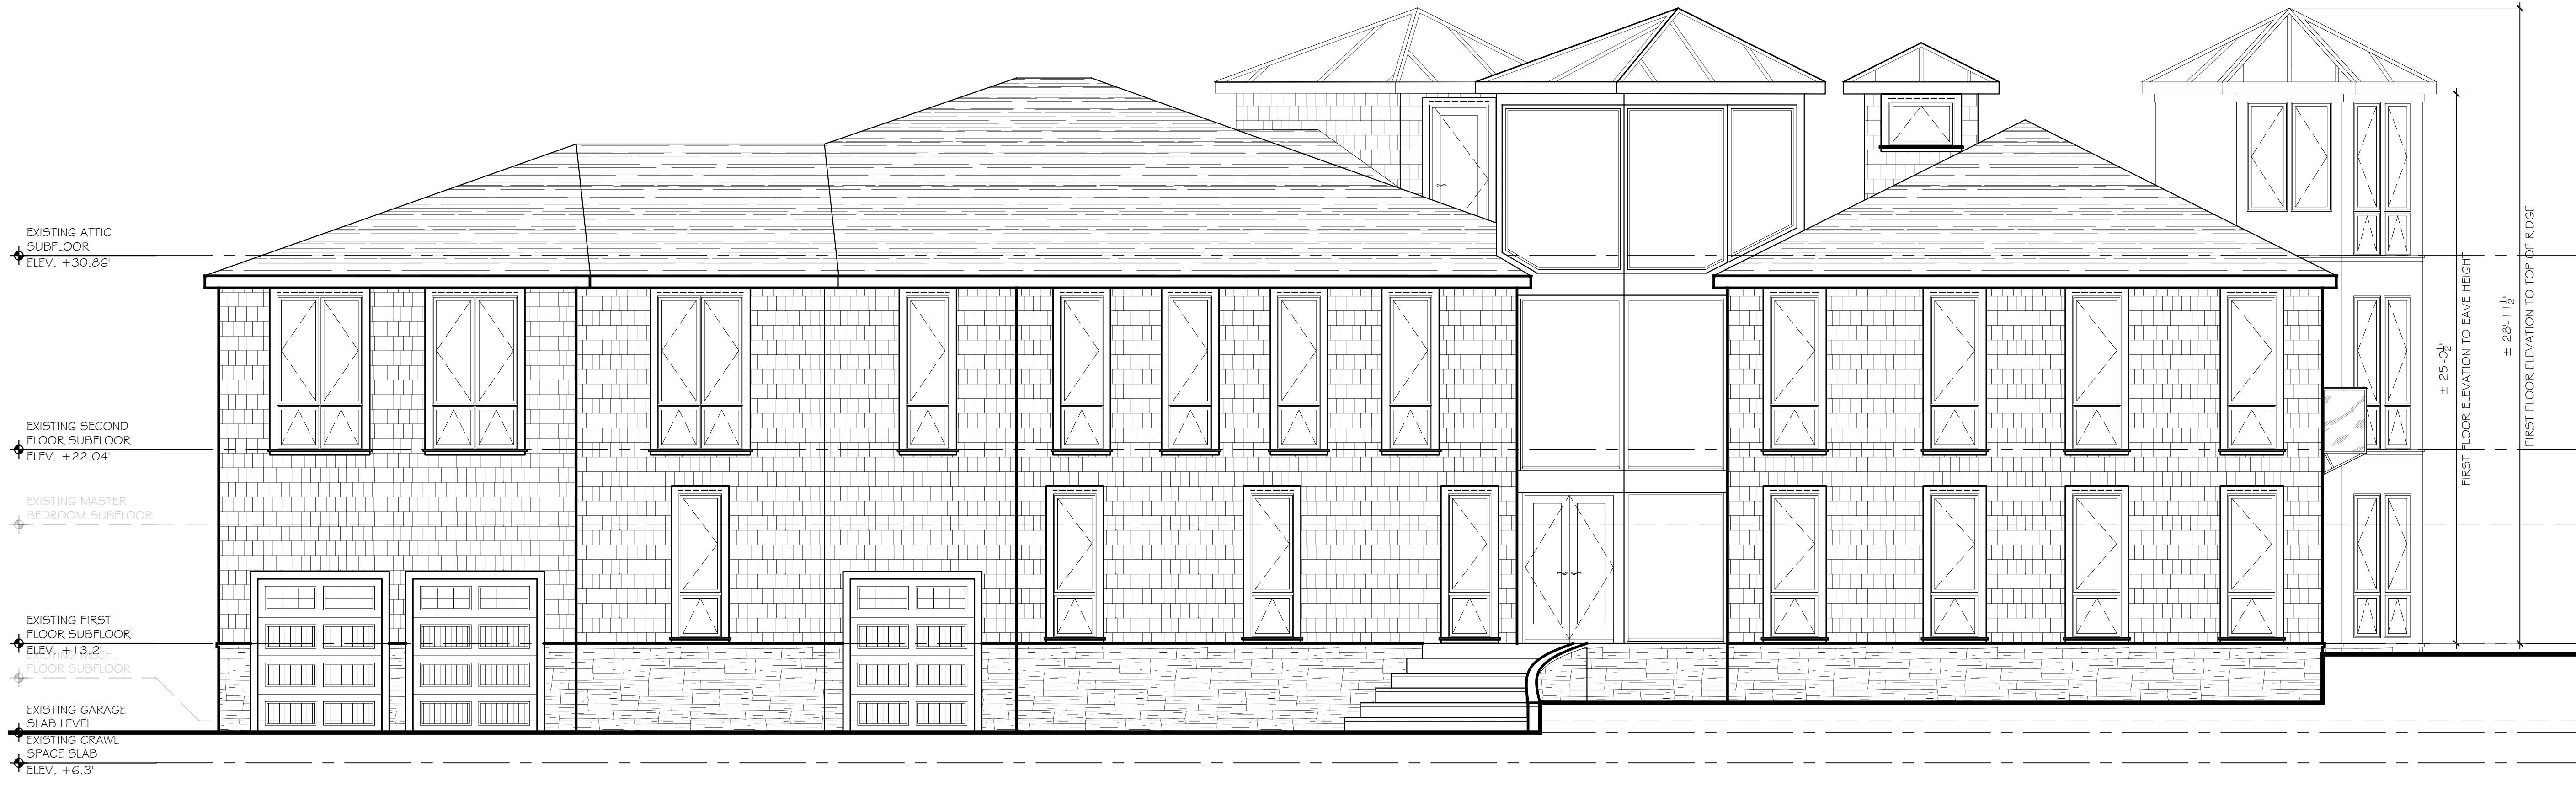 EXISTING ATTIC
SUBFLOOR
ELEV. +30.86'
EXISTING SECOND
FLOOR SUBFLOOR
ELEV. +22.04'
EXISTING MASTER
BEDROOM SUBFLOOR
EXISTING FIRST
FLOOR SUBFLOOR
ELEV. +13.2'
EXISTING MECH.
FLOOR SUBFLOOR
EXISTING GARAGE
SLAB LEVEL
EXISTING CRAWL
SPACE SLAB
ELEV. +6.3'
± 25'-0½"
FIRST FLOOR ELEVATION TO EAVE HEIGHT
± 28'-11½"
FIRST FLOOR ELEVATION TO TOP OF RIDGE